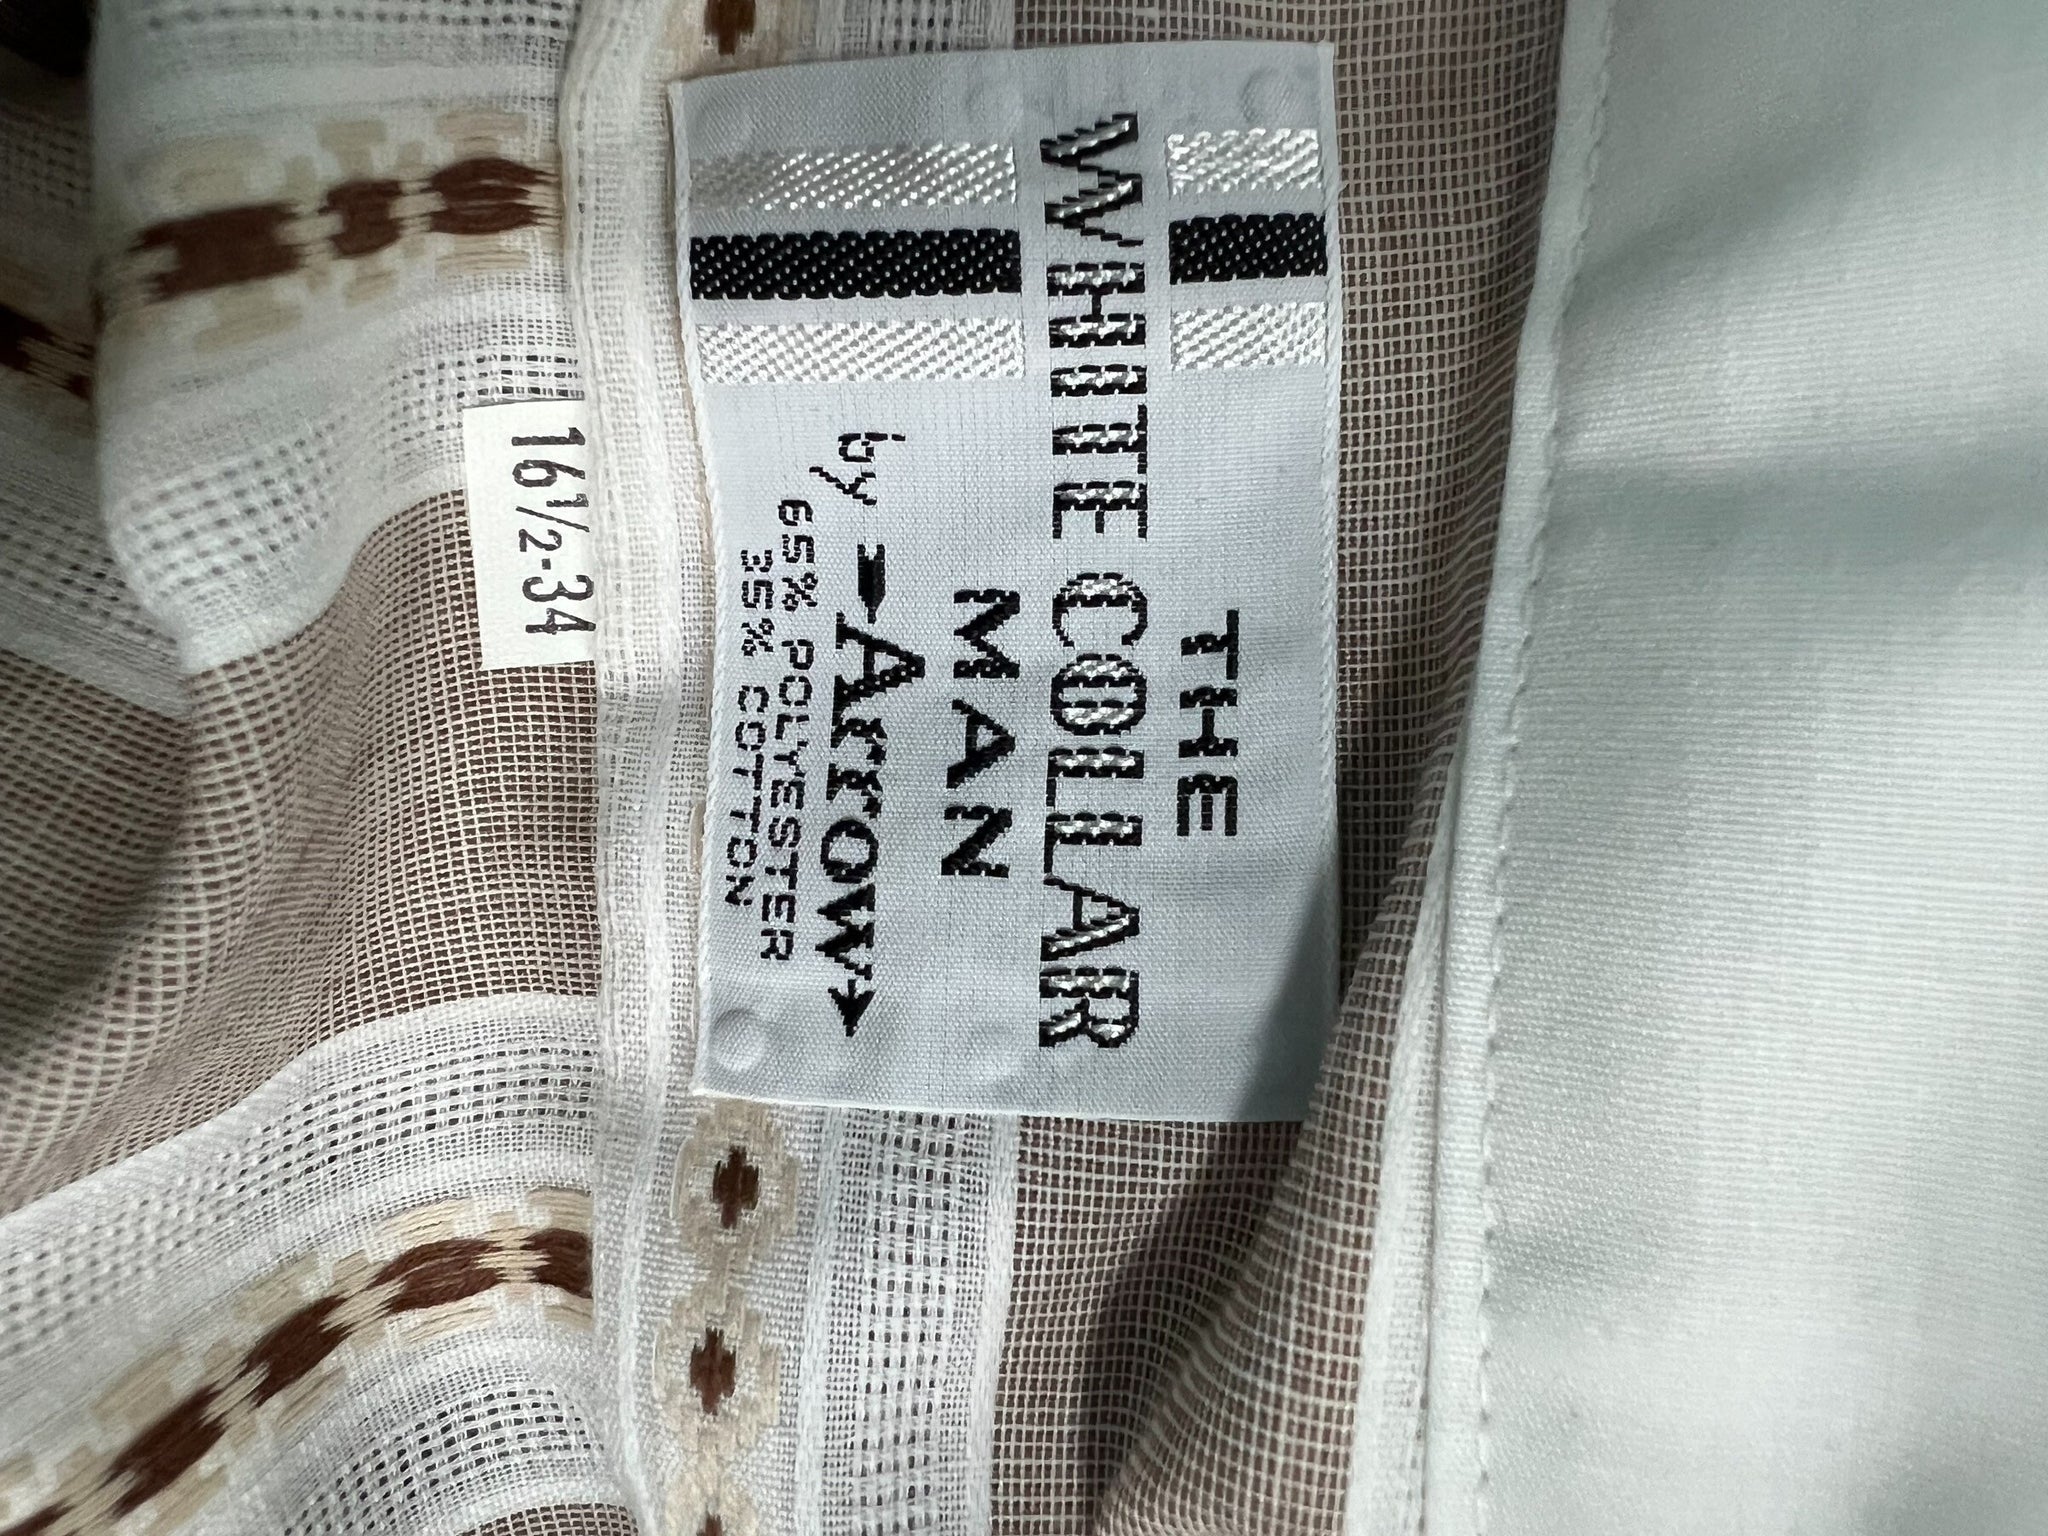 THE
WHITE COLLAR
MAN
by Arrow
65% POLYESTER
35% COTTON
16½-34